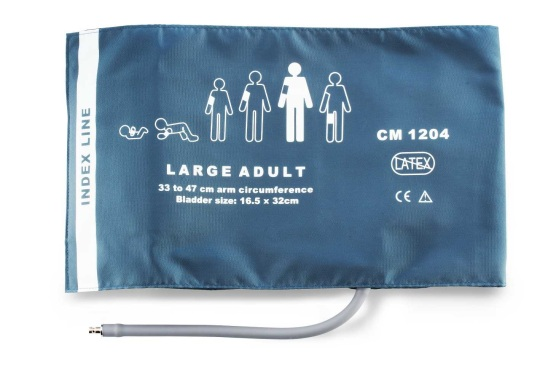 INDEX LINE
CM 1204
LATEX
LARGE ADULT
33 to 47 cm arm circumference
Bladder size: 16.5 x 32cm
CE